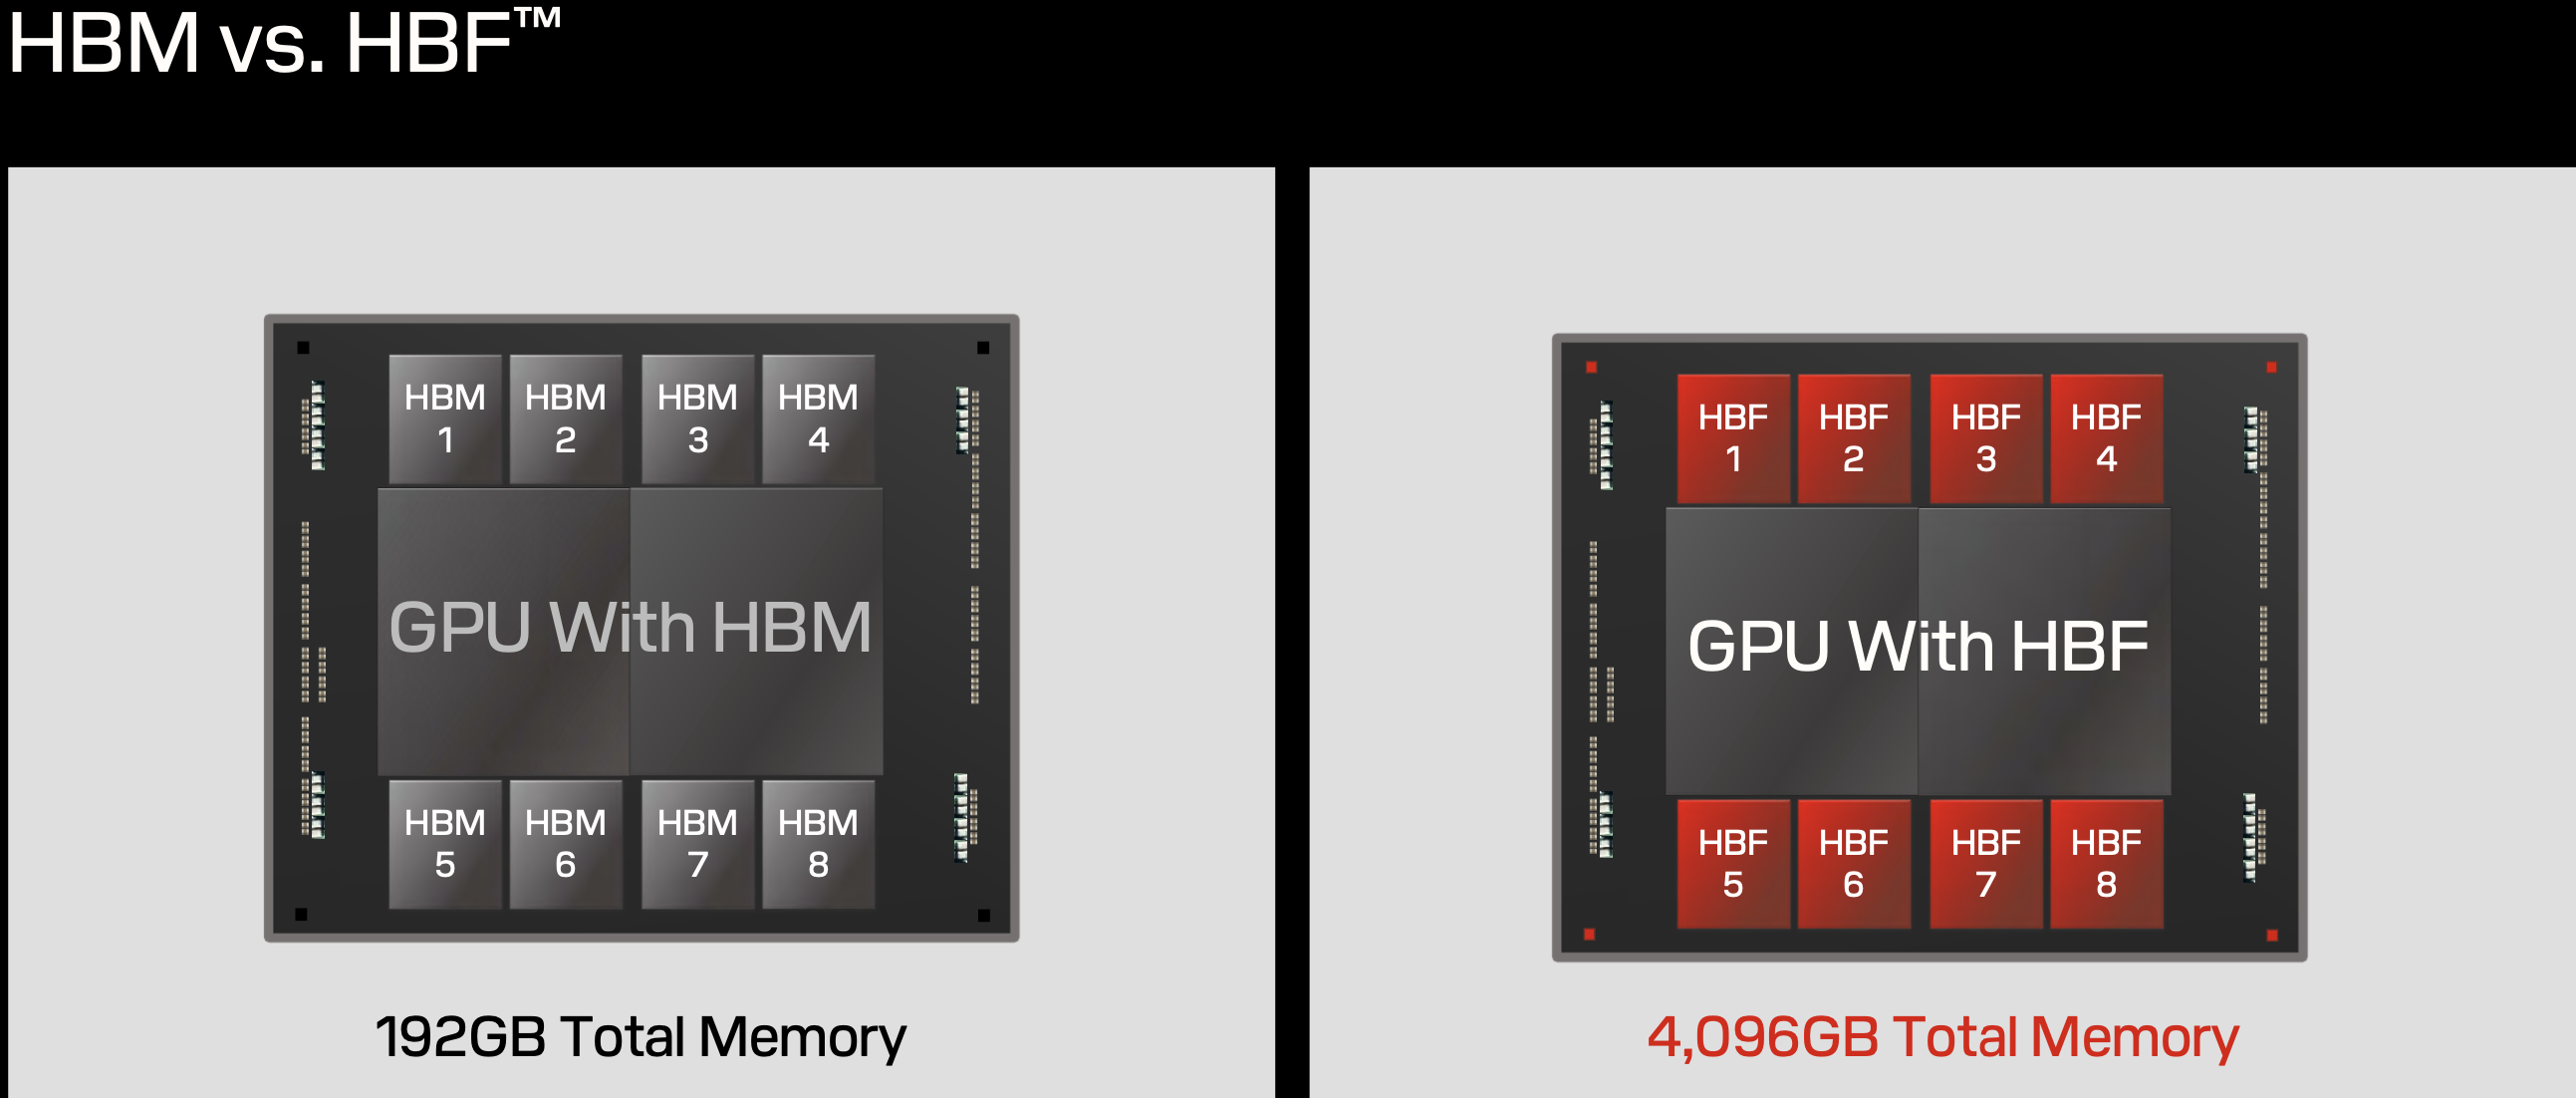 HBM vs. HBF™
HBM
1
HBM
2
HBM
3
HBM
4
GPU With HBM
HBM
5
HBM
6
HBM
7
HBM
8
192GB Total Memory
HBF
1
HBF
2
HBF
3
HBF
4
GPU With HBF
HBF
5
HBF
6
HBF
7
HBF
8
4,096GB Total Memory